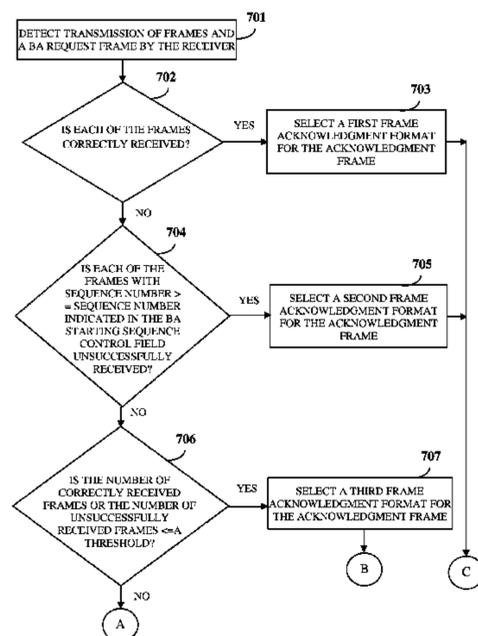 701
DETECT TRANSMISSION OF FRAMES AND
A BA REQUEST FRAME BY THE RECEIVER
702
IS EACH OF THE FRAMES
CORRECTLY RECEIVED?
YES
703
SELECT A FIRST FRAME
ACKNOWLEDGMENT FORMAT
FOR THE ACKNOWLEDGMENT
FRAME
NO
704
IS EACH OF THE
FRAMES WITH
SEQUENCE NUMBER >
= SEQUENCE NUMBER
INDICATED IN THE BA
STARTING SEQUENCE
CONTROL FIELD
UNSUCCESSFULLY
RECEIVED?
YES
705
SELECT A SECOND FRAME
ACKNOWLEDGMENT FORMAT
FOR THE ACKNOWLEDGMENT
FRAME
NO
706
IS THE NUMBER OF
CORRECTLY RECEIVED
FRAMES OR THE NUMBER OF
UNSUCCESSFULLY
RECEIVED FRAMES <=A
THRESHOLD?
YES
707
SELECT A THIRD FRAME
ACKNOWLEDGMENT FORMAT FOR
THE ACKNOWLEDGMENT FRAME
B
C
NO
A